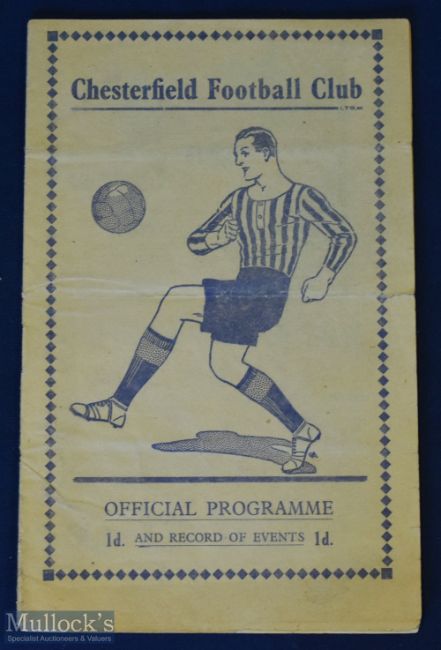 Chesterfield Football Club
LTD.
OFFICIAL PROGRAMME
1d. AND RECORD OF EVENTS 1d.
Mullock's
Specialist Auctioneers & Valuers